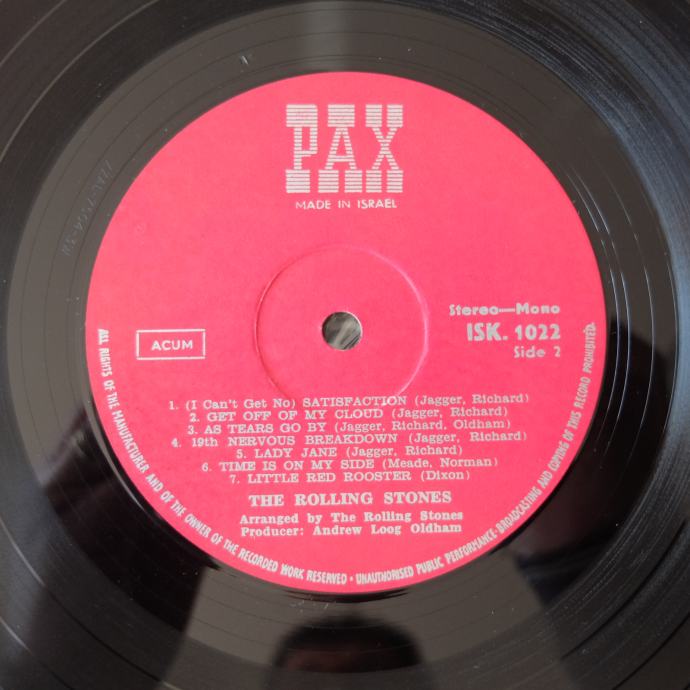 PAX
MADE IN ISRAEL
Stereo—Mono
ISK. 1022
Side 2
ACUM
1. (I Can't Get No) SATISFACTION (Jagger, Richard)
2. GET OFF OF MY CLOUD (Jagger, Richard)
3. AS TEARS GO BY (Jagger, Richard, Oldham)
4. 19th NERVOUS BREAKDOWN (Jagger, Richard)
5. LADY JANE (Jagger, Richard)
6. TIME IS ON MY SIDE (Meade, Norman)
7. LITTLE RED ROOSTER (Dixon)
THE ROLLING STONES
Arranged by The Rolling Stones
Producer: Andrew Loog Oldham
ALL RIGHTS OF THE MANUFACTURER AND OF THE OWNER OF THE RECORDED WORK RESERVED • UNAUTHORISED PUBLIC PERFORMANCE • BROADCASTING AND COPYING OF THIS RECORD PROHIBITED.